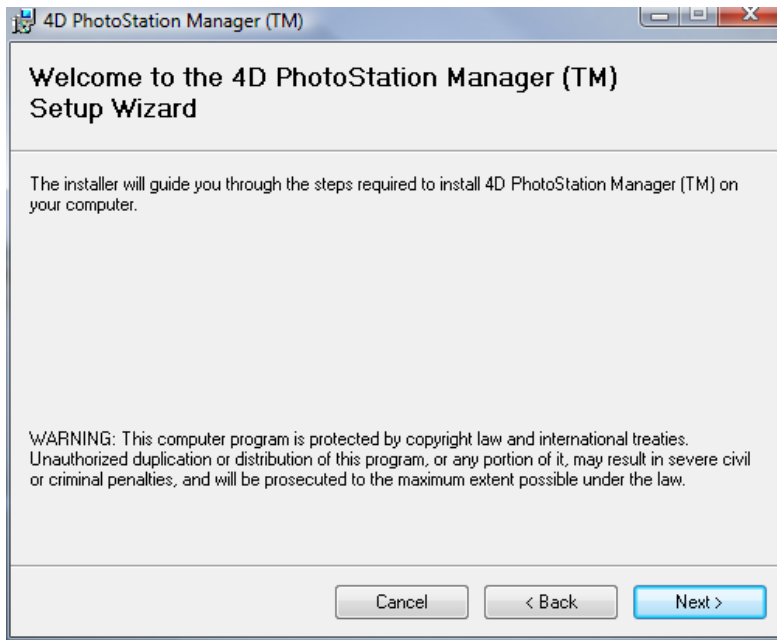 4D PhotoStation Manager (TM)
Welcome to the 4D PhotoStation Manager (TM)
Setup Wizard
The installer will guide you through the steps required to install 4D PhotoStation Manager (TM) on
your computer.
WARNING: This computer program is protected by copyright law and international treaties.
Unauthorized duplication or distribution of this program, or any portion of it, may result in severe civil
or criminal penalties, and will be prosecuted to the maximum extent possible under the law.
Cancel
< Back
Next >